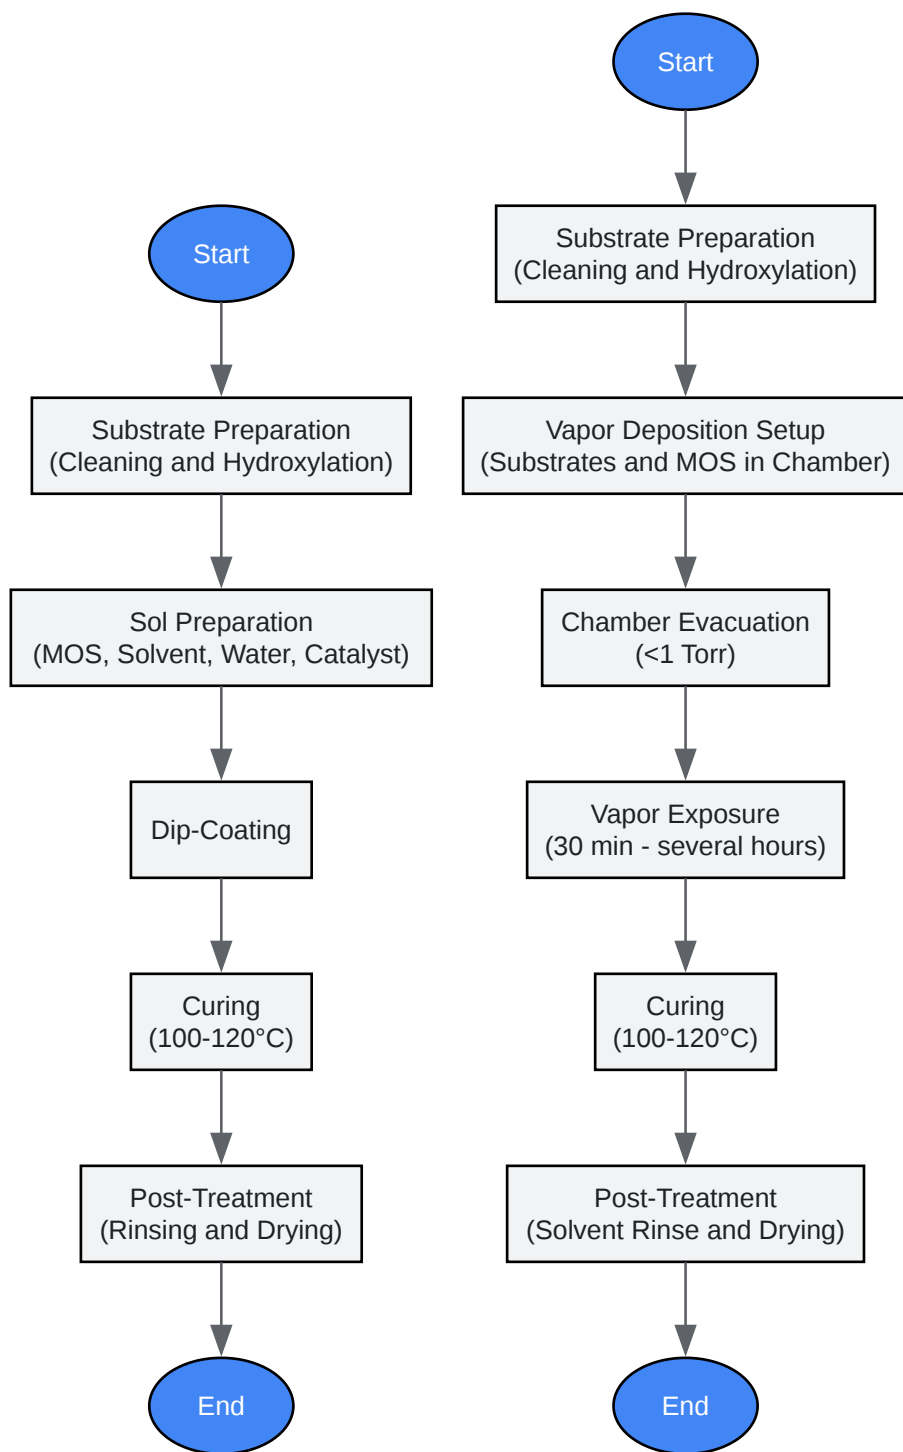 Start
Substrate Preparation
(Cleaning and Hydroxylation)
Sol Preparation
(MOS, Solvent, Water, Catalyst)
Dip-Coating
Curing
(100-120°C)
Post-Treatment
(Rinsing and Drying)
End
Start
Substrate Preparation
(Cleaning and Hydroxylation)
Vapor Deposition Setup
(Substrates and MOS in Chamber)
Chamber Evacuation
(<1 Torr)
Vapor Exposure
(30 min - several hours)
Curing
(100-120°C)
Post-Treatment
(Solvent Rinse and Drying)
End